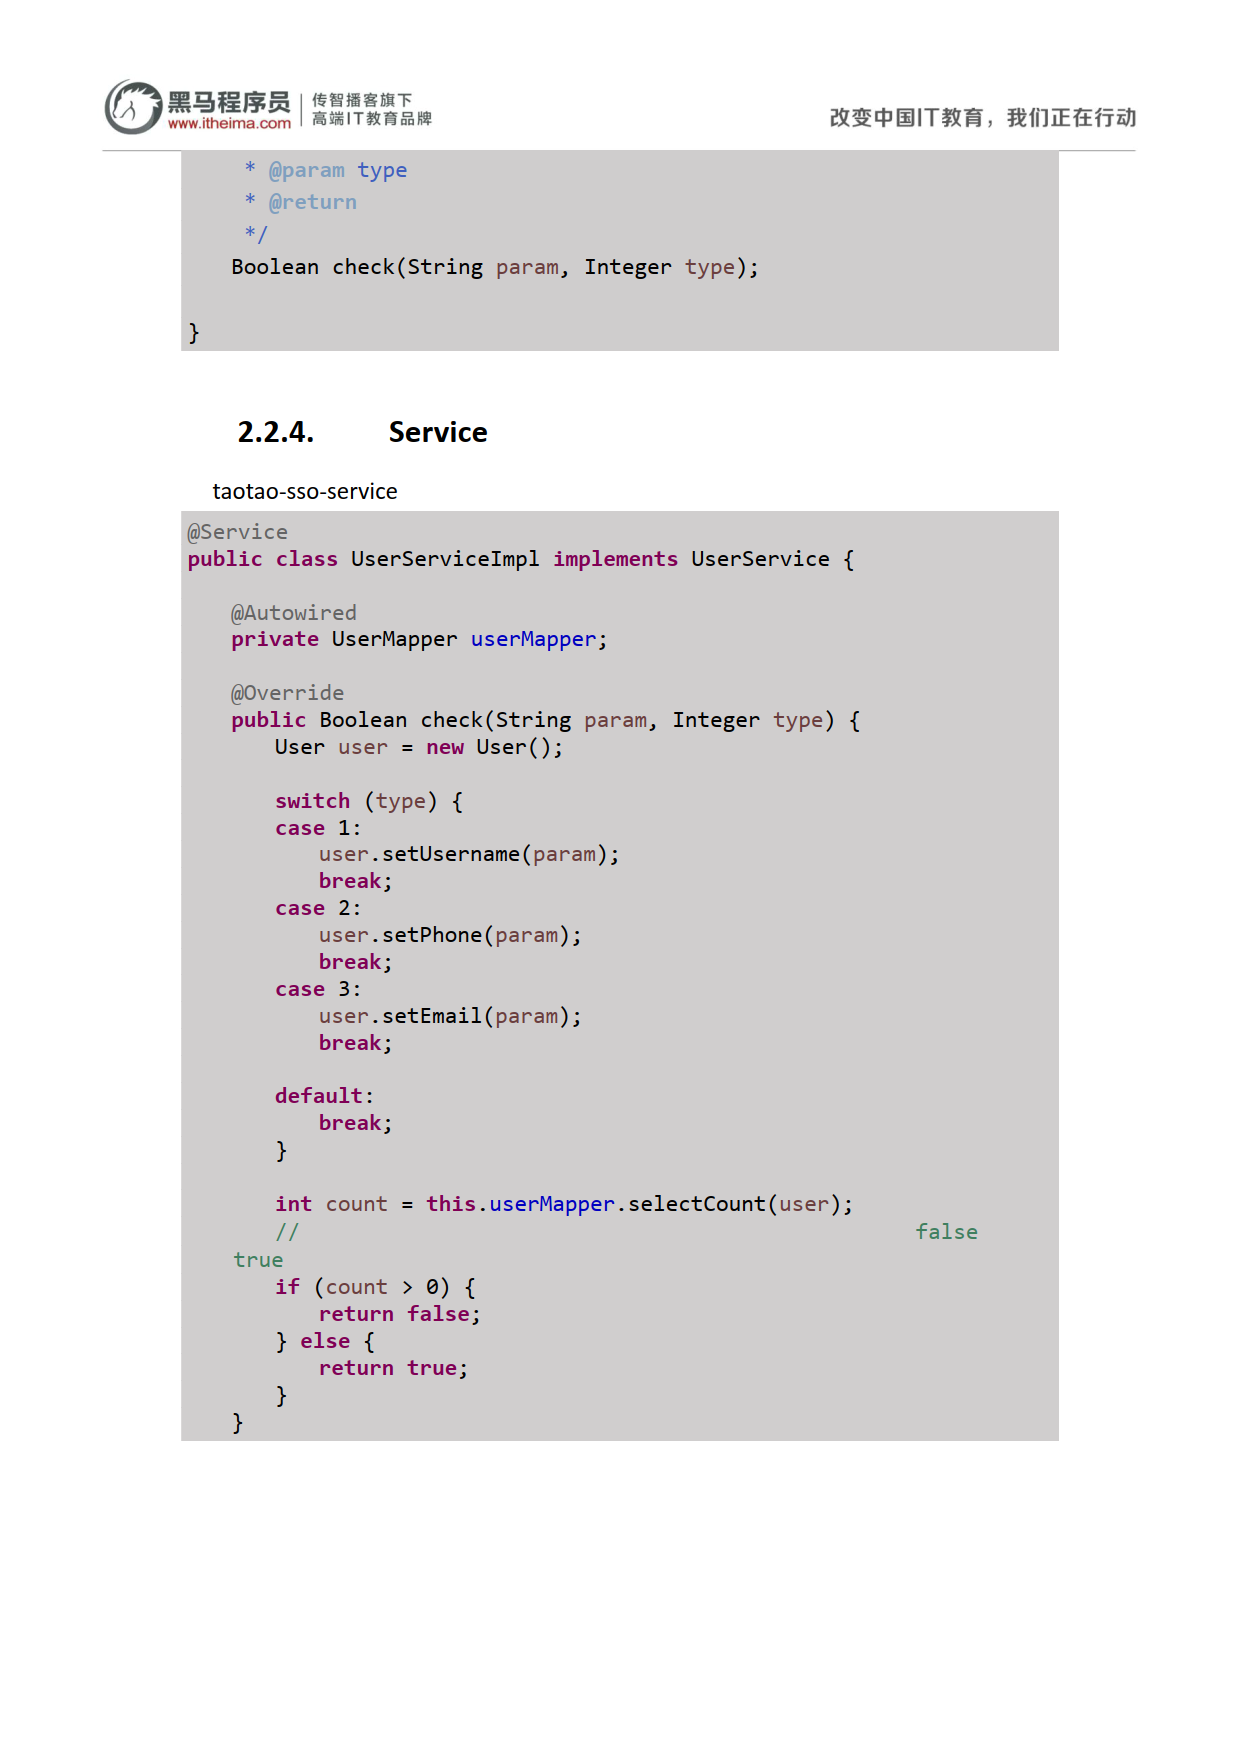 黑马程序员
www.itheima.com
传智播客旗下
高端IT教育品牌
改变中国IT教育，我们正在行动
* @param type
* @return
*/
Boolean check(String param, Integer type);
}
2.2.4. Service
taotao-sso-service
@Service
public class UserServiceImpl implements UserService {
@Autowired
private UserMapper userMapper;
@Override
public Boolean check(String param, Integer type) {
User user = new User();
switch (type) {
case 1:
user.setUsername(param);
break;
case 2:
user.setPhone(param);
break;
case 3:
user.setEmail(param);
break;
default:
break;
}
int count = this.userMapper.selectCount(user);
// false
true
if (count > 0) {
return false;
} else {
return true;
}
}